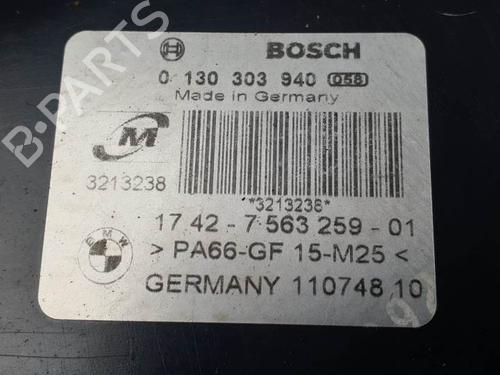 BOSCH
0 130 303 940 058
Made in Germany
M
3213238
*3213238*
17 42 - 7 563 259 - 01
BMW
> PA66-GF 15-M25 <
GERMANY 110748 10
B-PARTS